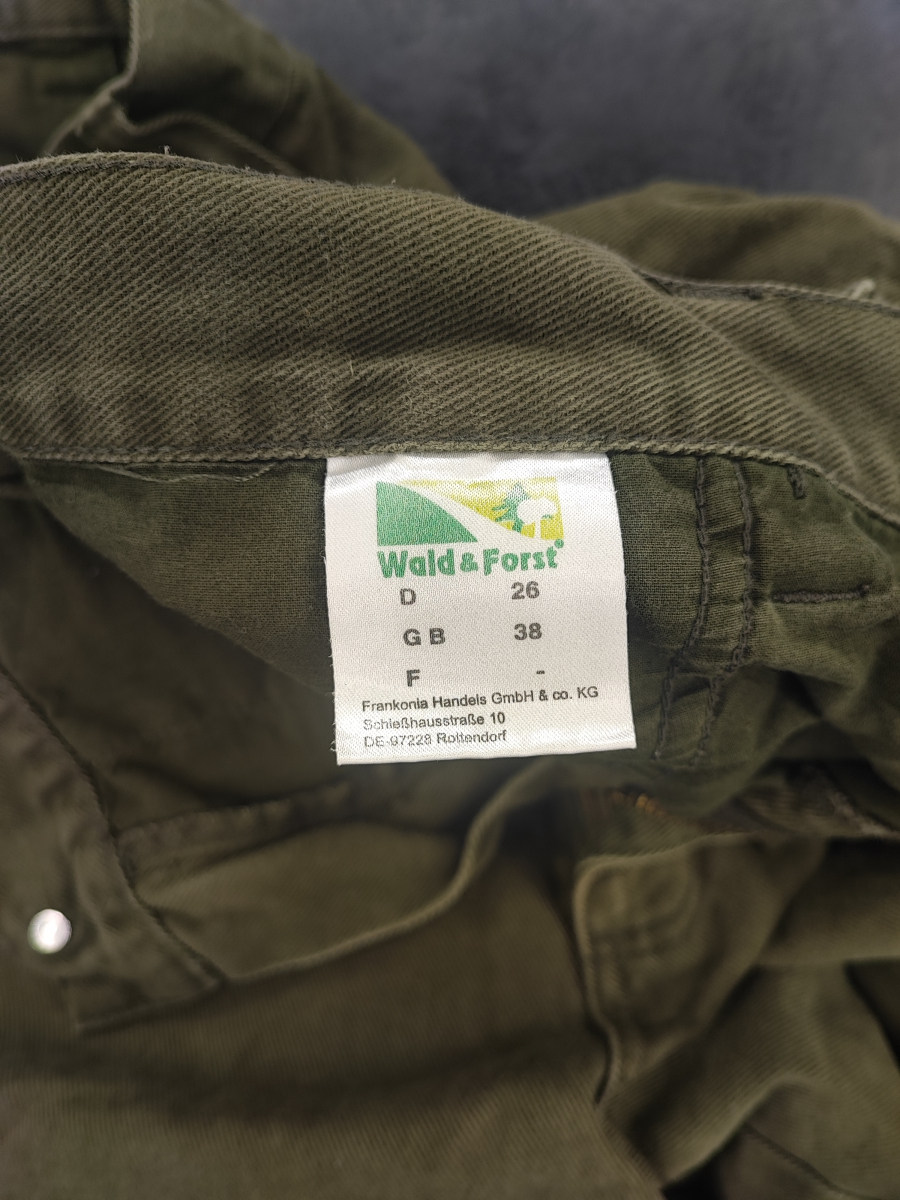 Wald & Forst®
D 26
GB 38
F -
Frankonia Handels GmbH & co. KG
Schießhausstraße 10
DE-97228 Rottendorf